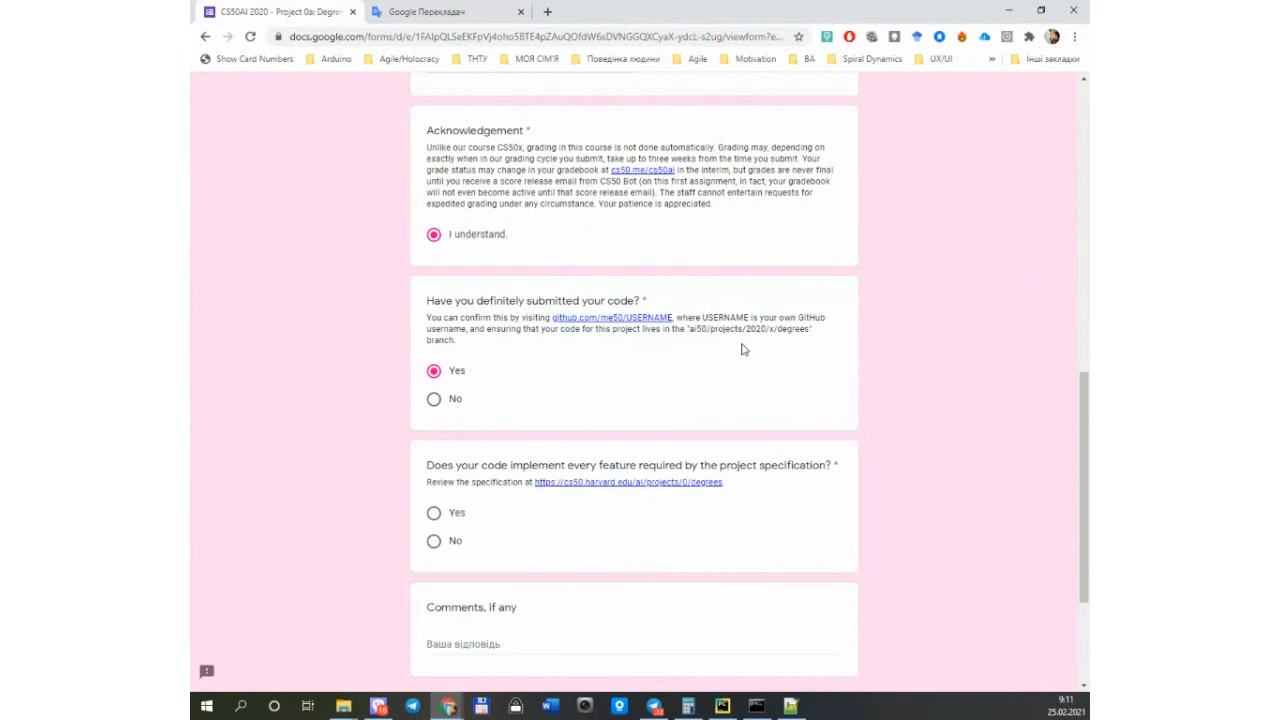 CS50AI 2020 - Project 0a: Degre
Google Перекладач
docs.google.com/forms/d/e/1FAIpQLSeEKFpVj4oho5BTE4pZAuQOfdW6sDVNGGQXCyaX-ydcL-s2ug/viewform?e...
Show Card Numbers
Arduino
Agile/Holocracy
ТНТУ
МОЯ СІМ'Я
Поведінка людини
Agile
Motivation
BA
Spiral Dynamics
UX/UI
»
Інші закладки
Acknowledgement *
Unlike our course CS50x, grading in this course is not done automatically. Grading may, depending on
exactly when in our grading cycle you submit, take up to three weeks from the time you submit. Your
grade status may change in your gradebook at cs50.me/cs50ai in the interim, but grades are never final
until you receive a score release email from CS50 Bot (on this first assignment, in fact, your gradebook
will not even become active until that score release email). The staff cannot entertain requests for
expedited grading under any circumstance. Your patience is appreciated.
I understand.
Have you definitely submitted your code? *
You can confirm this by visiting github.com/me50/USERNAME, where USERNAME is your own GitHub
username, and ensuring that your code for this project lives in the "ai50/projects/2020/x/degrees"
branch.
Yes
No
Does your code implement every feature required by the project specification? *
Review the specification at https://cs50.harvard.edu/ai/projects/0/degrees.
Yes
No
Comments, if any
Ваша відповідь
9:11
25.02.2021